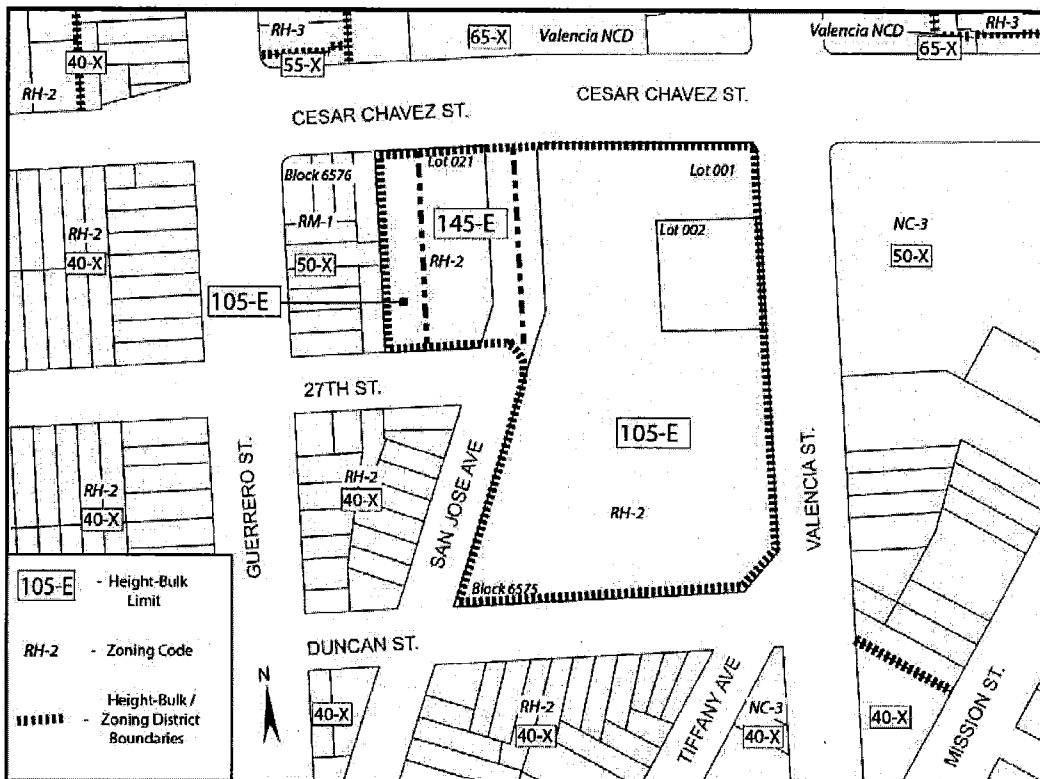 RH-3
65-X
Valencia NCD
Valencia NCD
RH-3
40-X
55-X
65-X
RH-2
CESAR CHAVEZ ST.
CESAR CHAVEZ ST.
Block 6576
Lot 021
Lot 001
RM-1
145-E
Lot 002
NC-3
RH-2
40-X
50-X
RH-2
50-X
105-E
27TH ST.
105-E
RH-2
40-X
RH-2
40-X
GUERRERO ST.
SAN JOSE AVE
RH-2
VALENCIA ST.
Block 6575
105-E - Height-Bulk
Limit
RH-2 - Zoning Code
- Height-Bulk /
Zoning District
Boundaries
N
DUNCAN ST.
40-X
RH-2
40-X
TIFFANY AVE
NC-3
40-X
40-X
MISSION ST.